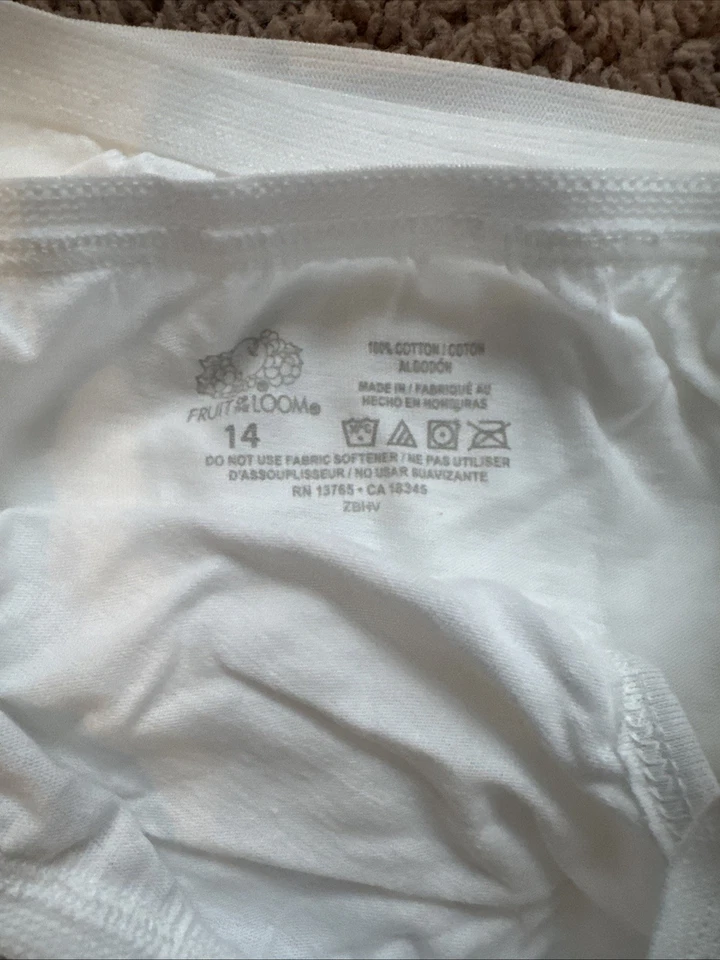 FRUIT OF THE LOOM®
14
100% COTTON / COTON
ALGODÓN
MADE IN / FABRIQUÉ AU
HECHO EN HONDURAS
DO NOT USE FABRIC SOFTENER / NE PAS UTILISER
D'ASSOUPLISSEUR / NO USAR SUAVIZANTE
RN 13765 • CA 18345
ZBHV